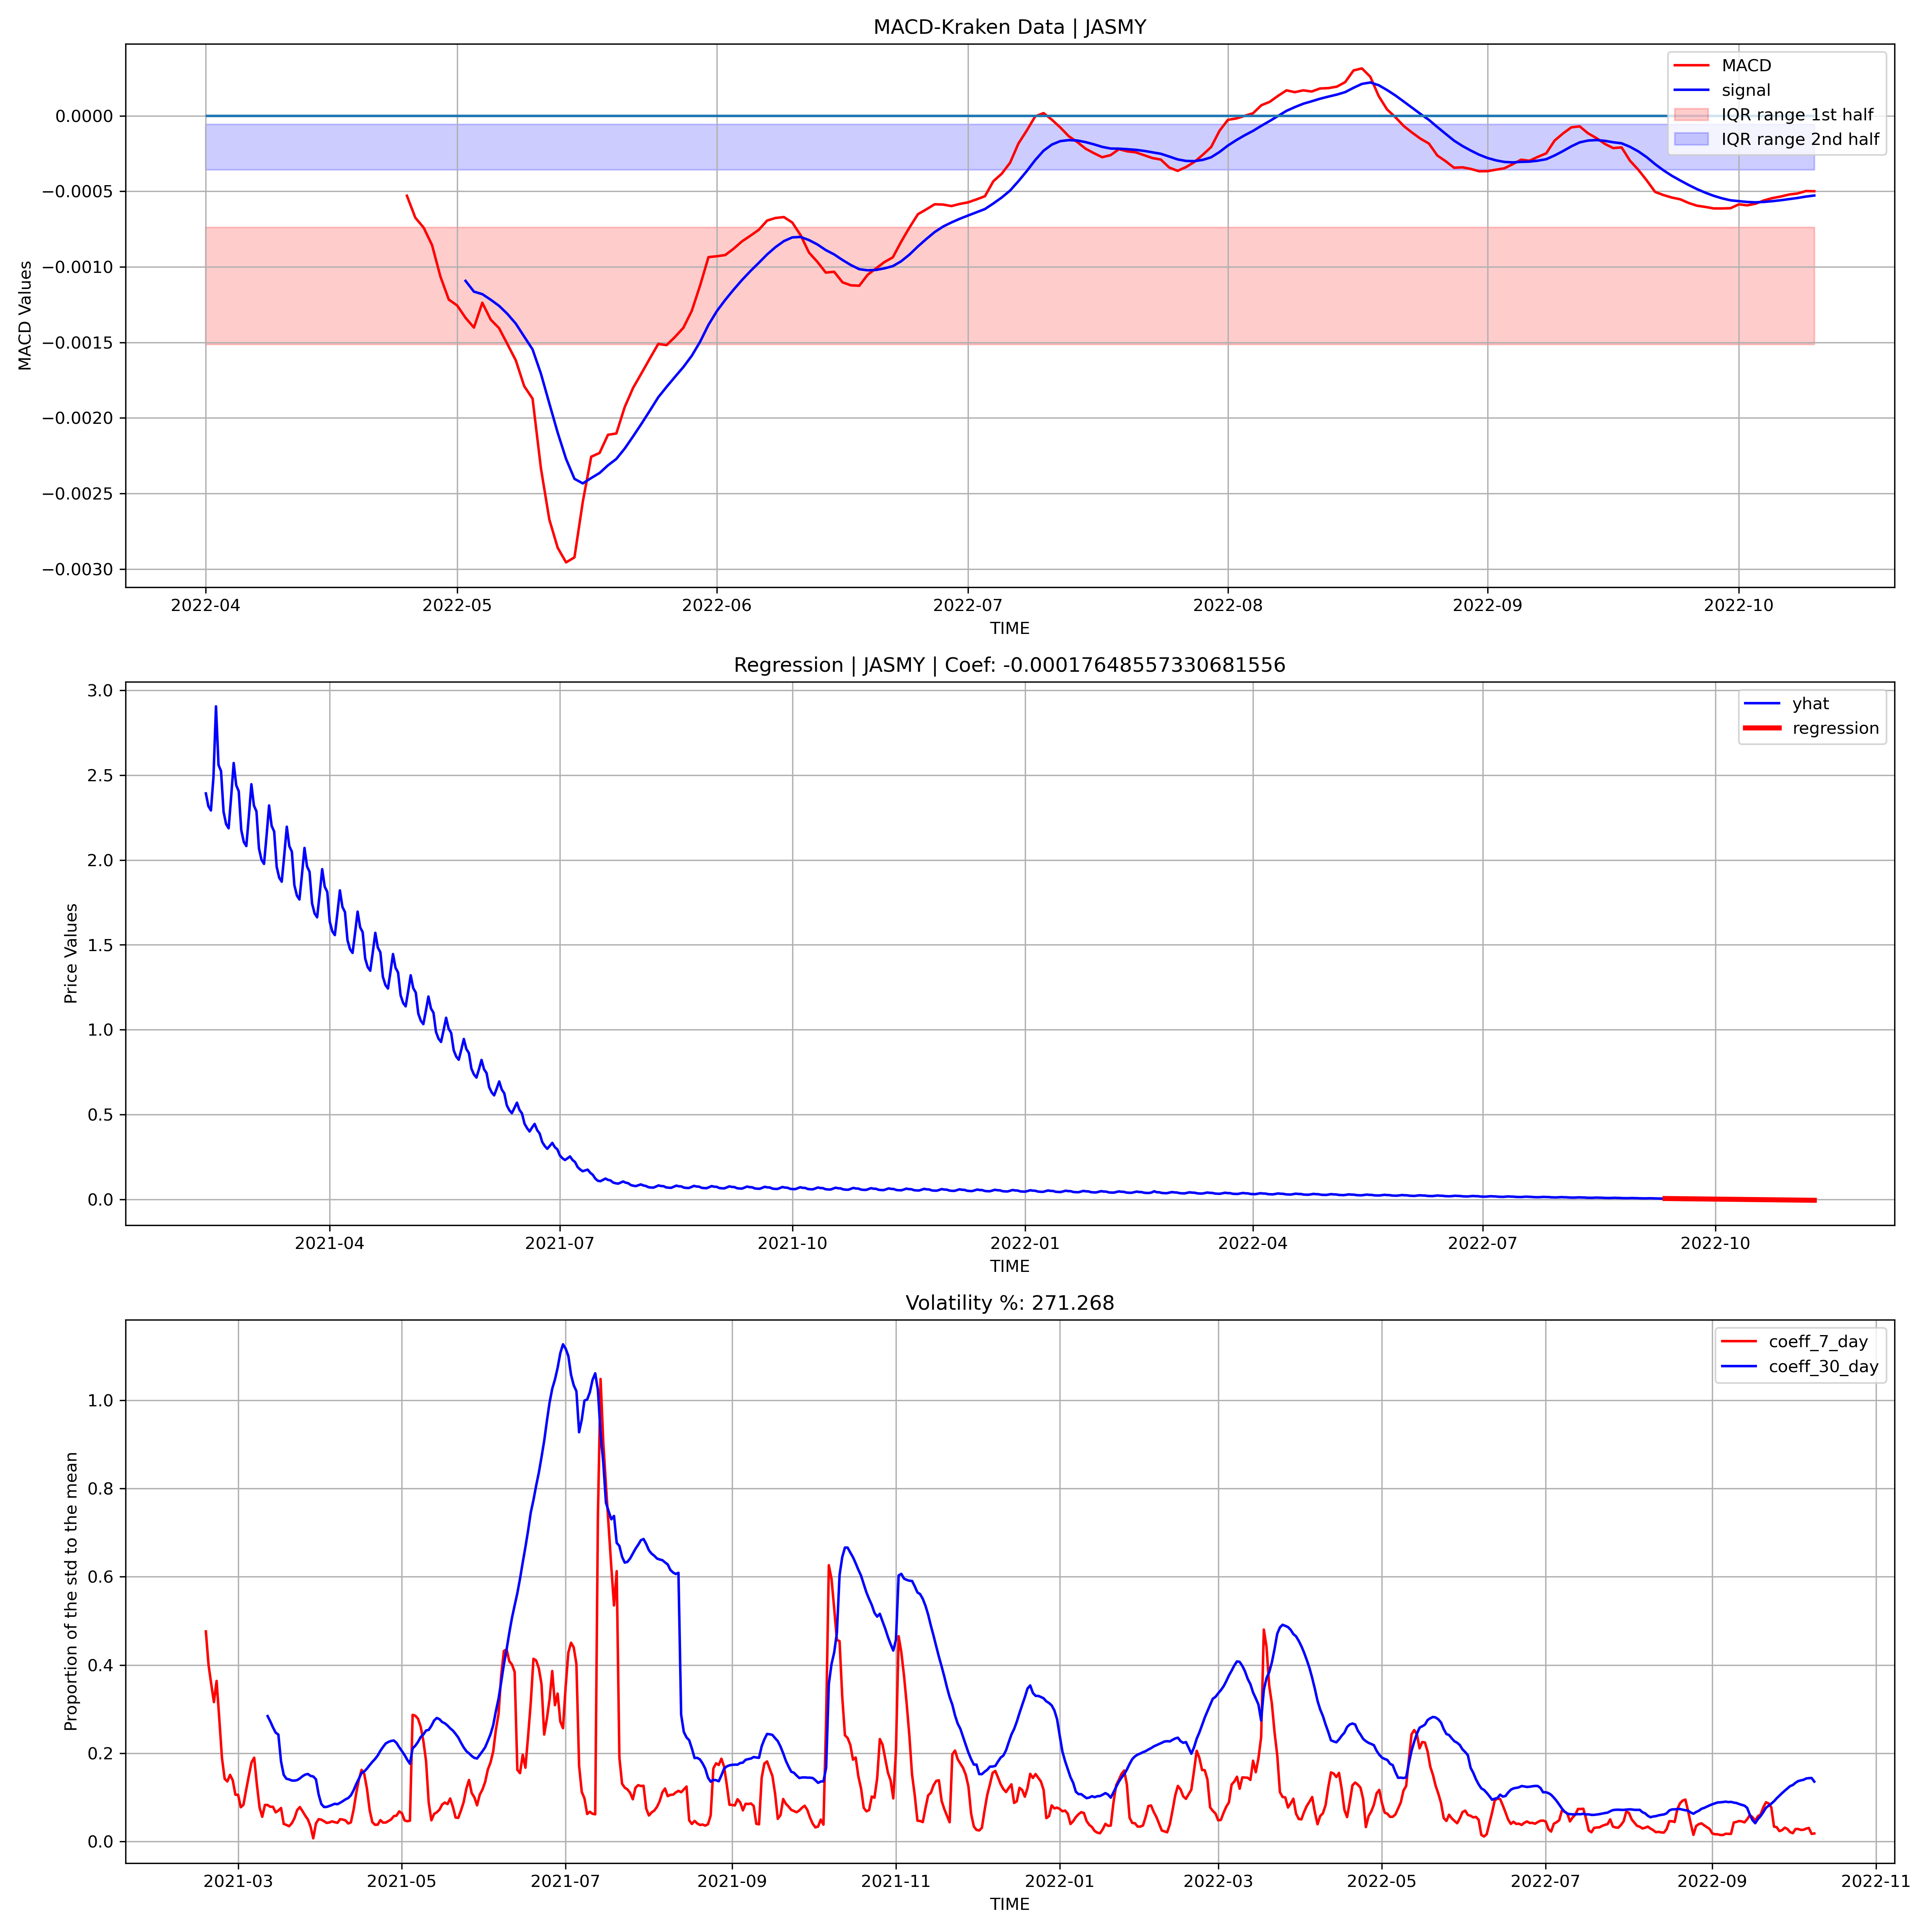 MACD-Kraken Data | JASMY
MACD
signal
IQR range 1st half
IQR range 2nd half
0.0000
−0.0005
−0.0010
−0.0015
−0.0020
−0.0025
−0.0030
MACD Values
2022-04 2022-05 2022-06 2022-07 2022-08 2022-09 2022-10
TIME
Regression | JASMY | Coef: -0.00017648557330681556
yhat
regression
3.0
2.5
2.0
1.5
1.0
0.5
0.0
Price Values
2021-04 2021-07 2021-10 2022-01 2022-04 2022-07 2022-10
TIME
Volatility %: 271.268
coeff_7_day
coeff_30_day
1.0
0.8
0.6
0.4
0.2
0.0
Proportion of the std to the mean
2021-03 2021-05 2021-07 2021-09 2021-11 2022-01 2022-03 2022-05 2022-07 2022-09 2022-11
TIME